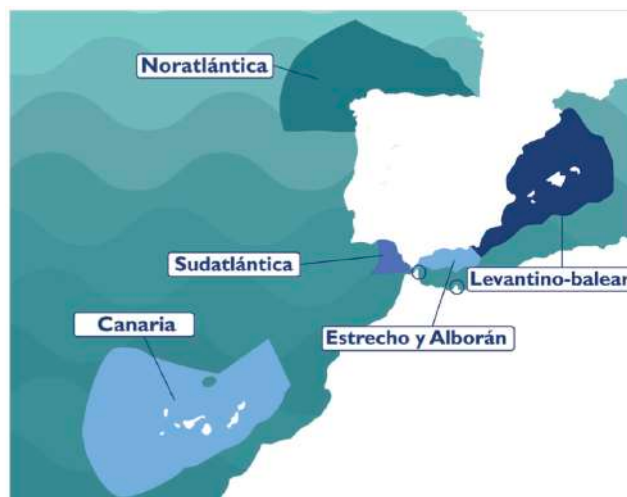 Noratlántica
Sudatlántica
Levantino-balear
Canaria
Estrecho y Alborán